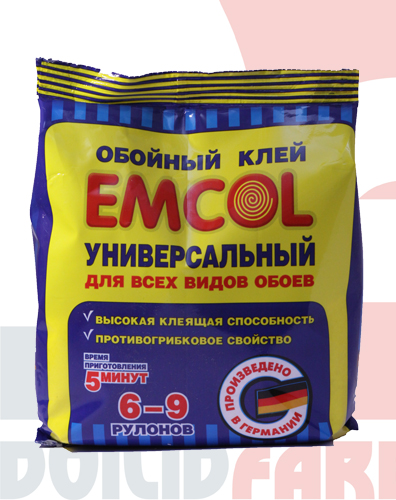 ОБОЙНЫЙ КЛЕЙ
EMCOL
УНИВЕРСАЛЬНЫЙ
ДЛЯ ВСЕХ ВИДОВ ОБОЕВ
√ ВЫСОКАЯ КЛЕЯЩАЯ СПОСОБНОСТЬ
√ ПРОТИВОГРИБКОВОЕ СВОЙСТВО
ВРЕМЯ
ПРИГОТОВЛЕНИЯ
5 МИНУТ
6–9
РУЛОНОВ
ПРОИЗВЕДЕНО
В ГЕРМАНИИ